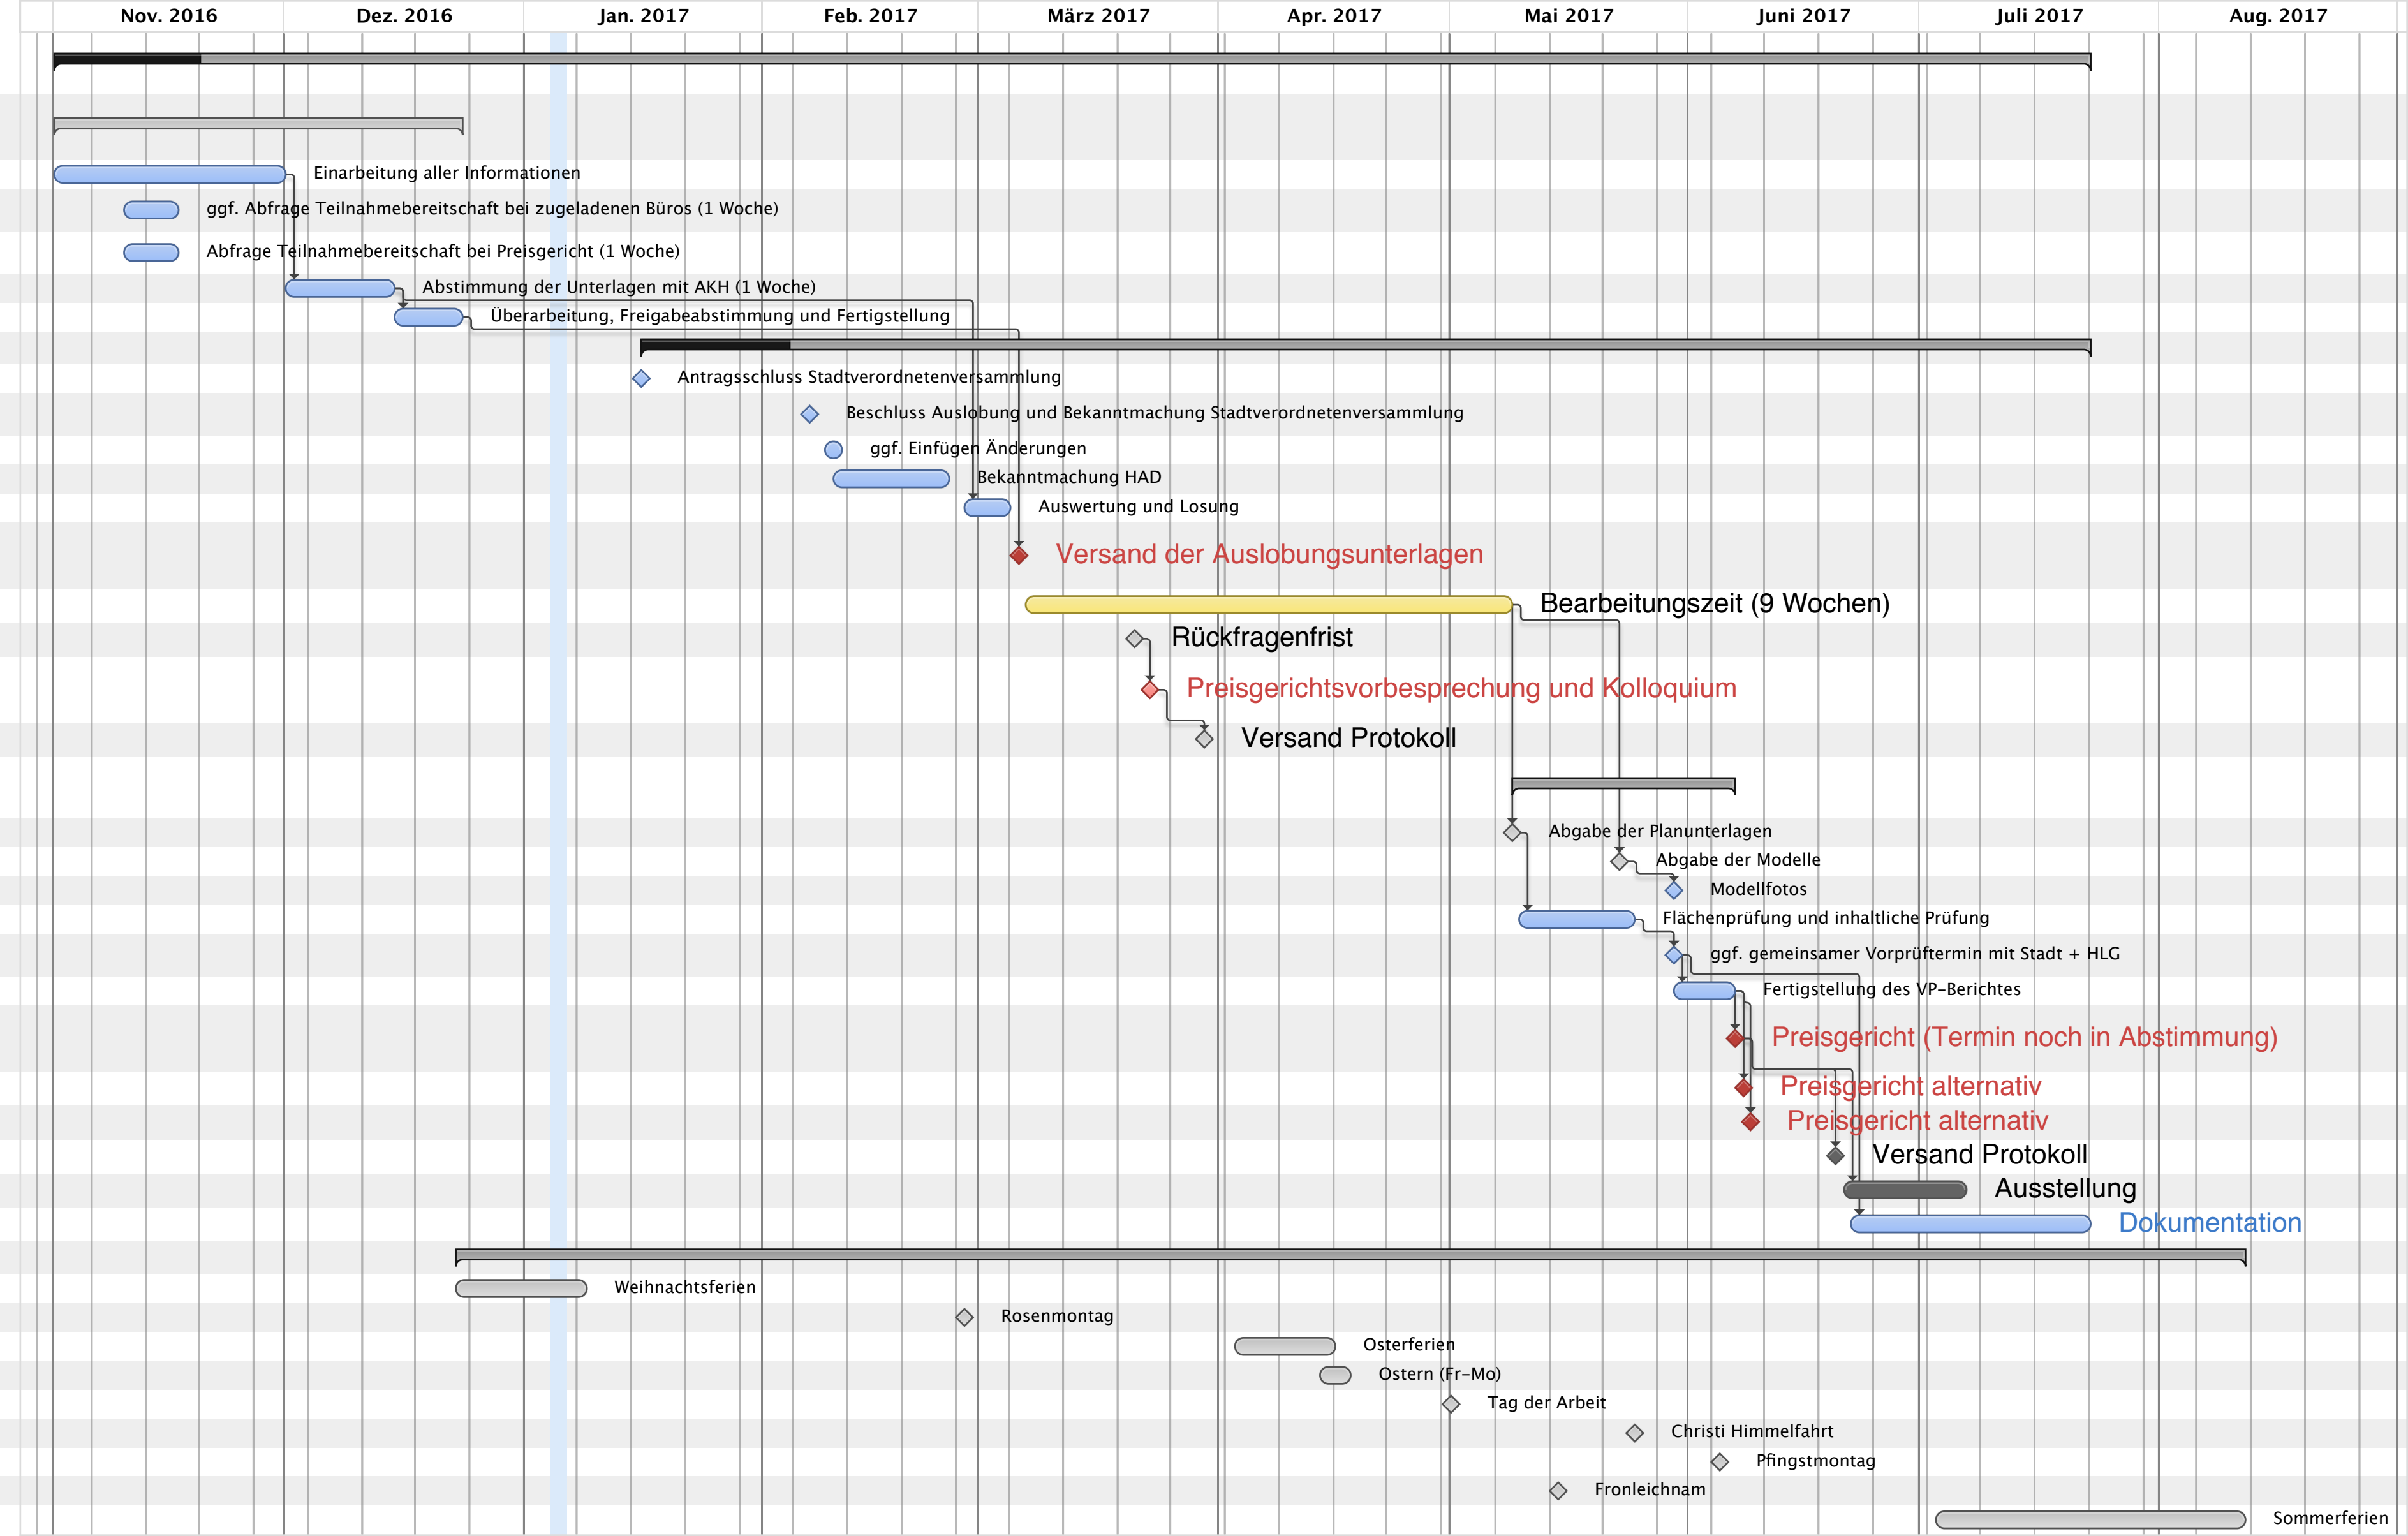 Nov. 2016 Dez. 2016 Jan. 2017 Feb. 2017 März 2017 Apr. 2017 Mai 2017 Juni 2017 Juli 2017 Aug. 2017
Einarbeitung aller Informationen
ggf. Abfrage Teilnahmebereitschaft bei zugeladenen Büros (1 Woche)
Abfrage Teilnahmebereitschaft bei Preisgericht (1 Woche)
Abstimmung der Unterlagen mit AKH (1 Woche)
Überarbeitung, Freigabeabstimmung und Fertigstellung
Antragsschluss Stadtverordnetenversammlung
Beschluss Auslobung und Bekanntmachung Stadtverordnetenversammlung
ggf. Einfügen Änderungen
Bekanntmachung HAD
Auswertung und Losung
Versand der Auslobungsunterlagen
Bearbeitungszeit (9 Wochen)
Rückfragenfrist
Preisgerichtsvorbesprechung und Kolloquium
Versand Protokoll
Abgabe der Planunterlagen
Abgabe der Modelle
Modellfotos
Flächenprüfung und inhaltliche Prüfung
ggf. gemeinsamer Vorprüftermin mit Stadt + HLG
Fertigstellung des VP-Berichtes
Preisgericht (Termin noch in Abstimmung)
Preisgericht alternativ
Preisgericht alternativ
Versand Protokoll
Ausstellung
Dokumentation
Weihnachtsferien
Rosenmontag
Osterferien
Ostern (Fr-Mo)
Tag der Arbeit
Christi Himmelfahrt
Pfingstmontag
Fronleichnam
Sommerferien